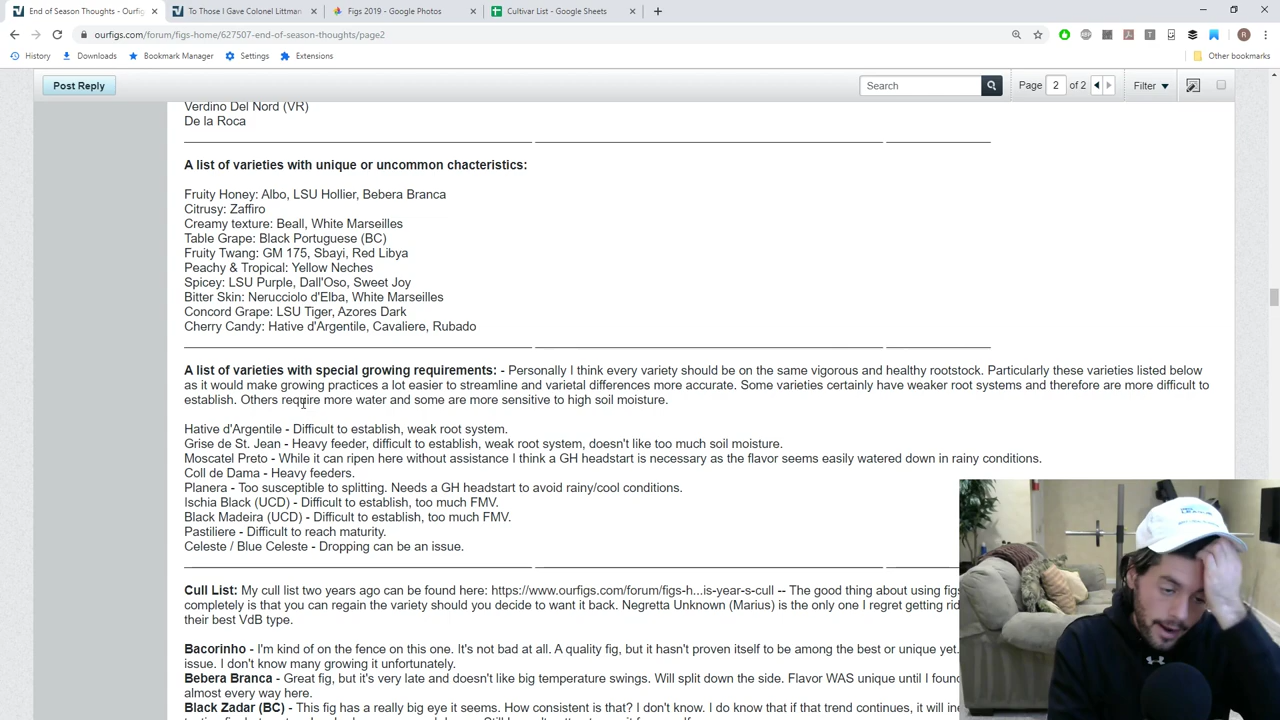 End of Season Thoughts - Ourfig
To Those I Gave Colonel Littman
Figs 2019 - Google Photos
Cultivar List - Google Sheets
ourfigs.com/forum/figs-home/627507-end-of-season-thoughts/page2
History Downloads Bookmark Manager Settings Extensions Other bookmarks
Post Reply Search Page 2 of 2 Filter
Verdino Del Nord (VR)
De la Roca
A list of varieties with unique or uncommon chacteristics:
Fruity Honey: Albo, LSU Hollier, Bebera Branca
Citrusy: Zaffiro
Creamy texture: Beall, White Marseilles
Table Grape: Black Portuguese (BC)
Fruity Twang: GM 175, Sbayi, Red Libya
Peachy & Tropical: Yellow Neches
Spicey: LSU Purple, Dall'Oso, Sweet Joy
Bitter Skin: Nerucciolo d'Elba, White Marseilles
Concord Grape: LSU Tiger, Azores Dark
Cherry Candy: Hative d'Argentile, Cavaliere, Rubado
A list of varieties with special growing requirements: - Personally I think every variety should be on the same vigorous and healthy rootstock. Particularly these varieties listed below
as it would make growing practices a lot easier to streamline and varietal differences more accurate. Some varieties certainly have weaker root systems and therefore are more difficult to
establish. Others require more water and some are more sensitive to high soil moisture.
Hative d'Argentile - Difficult to establish, weak root system.
Grise de St. Jean - Heavy feeder, difficult to establish, weak root system, doesn't like too much soil moisture.
Moscatel Preto - While it can ripen here without assistance I think a GH headstart is necessary as the flavor seems easily watered down in rainy conditions.
Coll de Dama - Heavy feeders.
Planera - Too susceptible to splitting. Needs a GH headstart to avoid rainy/cool conditions.
Ischia Black (UCD) - Difficult to establish, too much FMV.
Black Madeira (UCD) - Difficult to establish, too much FMV.
Pastiliere - Difficult to reach maturity.
Celeste / Blue Celeste - Dropping can be an issue.
Cull List: My cull list two years ago can be found here: https://www.ourfigs.com/forum/figs-h...is-year-s-cull -- The good thing about using figs
completely is that you can regain the variety should you decide to want it back. Negretta Unknown (Marius) is the only one I regret getting rid
their best VdB type.
Bacorinho - I'm kind of on the fence on this one. It's not bad at all. A quality fig, but it hasn't proven itself to be among the best or unique yet.
issue. I don't know many growing it unfortunately.
Bebera Branca - Great fig, but it's very late and doesn't like big temperature swings. Will split down the side. Flavor WAS unique until I found
almost every way here.
Black Zadar (BC) - This fig has a really big eye it seems. How consistent is that? I don't know. I do know that if that trend continues, it will